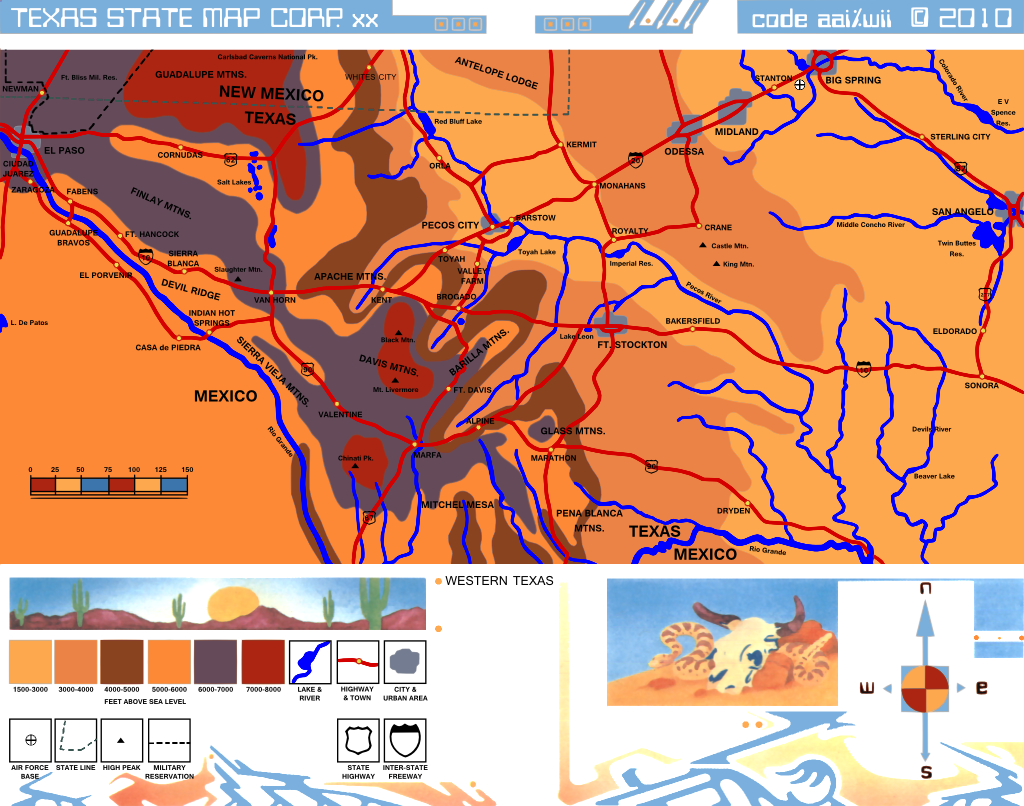 TEXAS STATE MAP CORP. xx
code aai%wii © 2010
Carlsbad Caverns National Pk.
Ft. Bliss Mil. Res.
GUADALUPE MTNS.
WHITES CITY
ANTELOPE LODGE
STANTON
BIG SPRING
Colorado River
NEWMAN
NEW MEXICO
TEXAS
E V
Spence
Res.
Red Bluff Lake
MIDLAND
STERLING CITY
EL PASO
CORNUDAS
62
ORLA
KERMIT
20
ODESSA
87
CIUDAD
JUAREZ
Salt Lakes
ZARAGOZA
FABENS
FINLAY MTNS.
MONAHANS
SAN ANGELO
BARSTOW
PECOS CITY
ROYALTY
CRANE
Middle Concho River
GUADALUPE
BRAVOS
FT. HANCOCK
Castle Mtn.
King Mtn.
Twin Buttes
Res.
SIERRA
BLANCA
10
TOYAH
Toyah Lake
Imperial Res.
VALLEY
FARM
EL PORVENIR
Slaughter Mtn.
APACHE MTNS.
DEVIL RIDGE
VAN HORN
KENT
BROGADO
Pecos River
INDIAN HOT
SPRINGS
L. De Patos
BAKERSFIELD
ELDORADO
CASA de PIEDRA
Black Mtn.
Lake Leon
FT. STOCKTON
SIERRA VIEJA MTNS.
BARILLA MTNS.
DAVIS MTNS.
90
10
SONORA
MEXICO
Mt. Livermore
FT. DAVIS
VALENTINE
ALPINE
GLASS MTNS.
Devils River
Rio Grande
MARFA
Chinati Pk.
MARATHON
90
Beaver Lake
0 25 50 75 100 125 150
MITCHEL MESA
67
PENA BLANCA
MTNS.
DRYDEN
TEXAS
MEXICO
Rio Grande
WESTERN TEXAS
1500-3000
3000-4000
4000-5000
5000-6000
6000-7000
7000-8000
FEET ABOVE SEA LEVEL
LAKE &
RIVER
HIGHWAY
& TOWN
CITY &
URBAN AREA
AIR FORCE
BASE
STATE LINE
HIGH PEAK
MILITARY
RESERVATION
STATE
HIGHWAY
INTER-STATE
FREEWAY
n
w
e
s